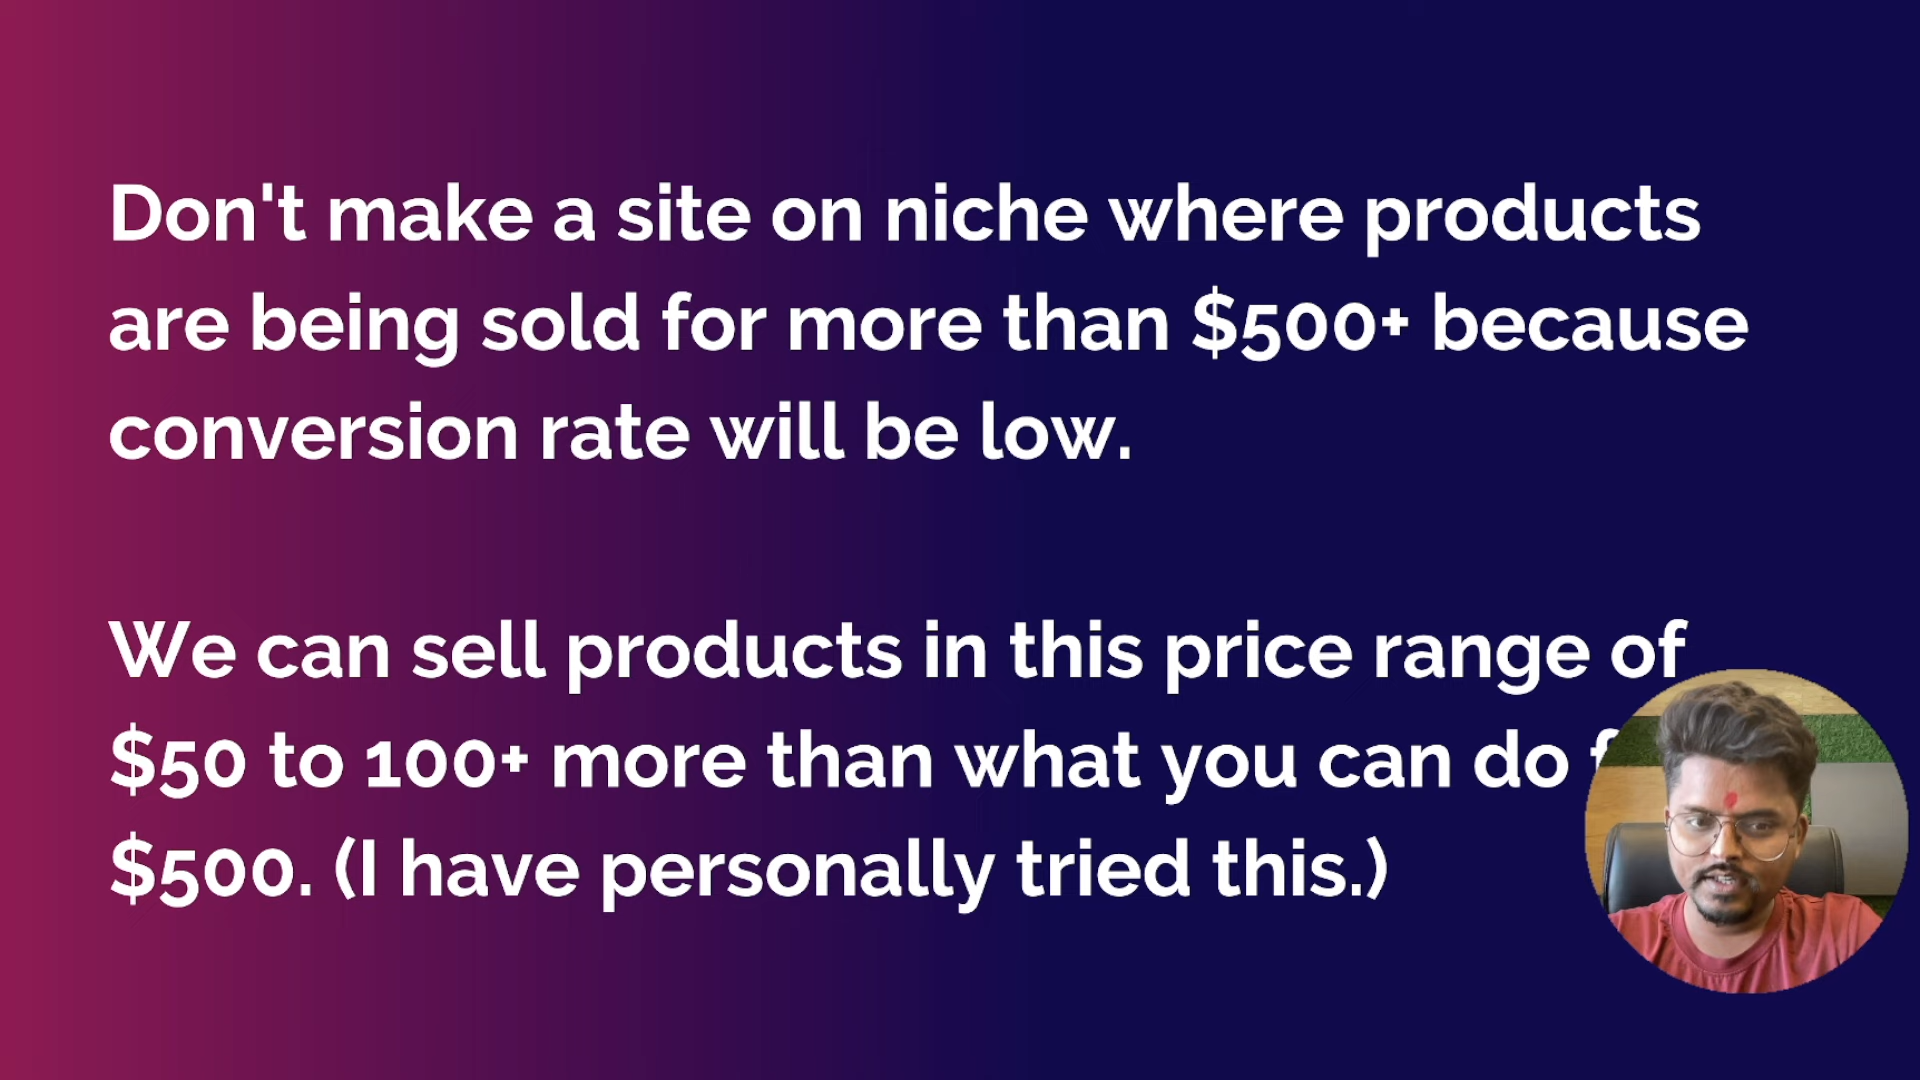 Don't make a site on niche where products
are being sold for more than $500+ because
conversion rate will be low.
We can sell products in this price range of
$50 to 100+ more than what you can do
$500. (I have personally tried this.)